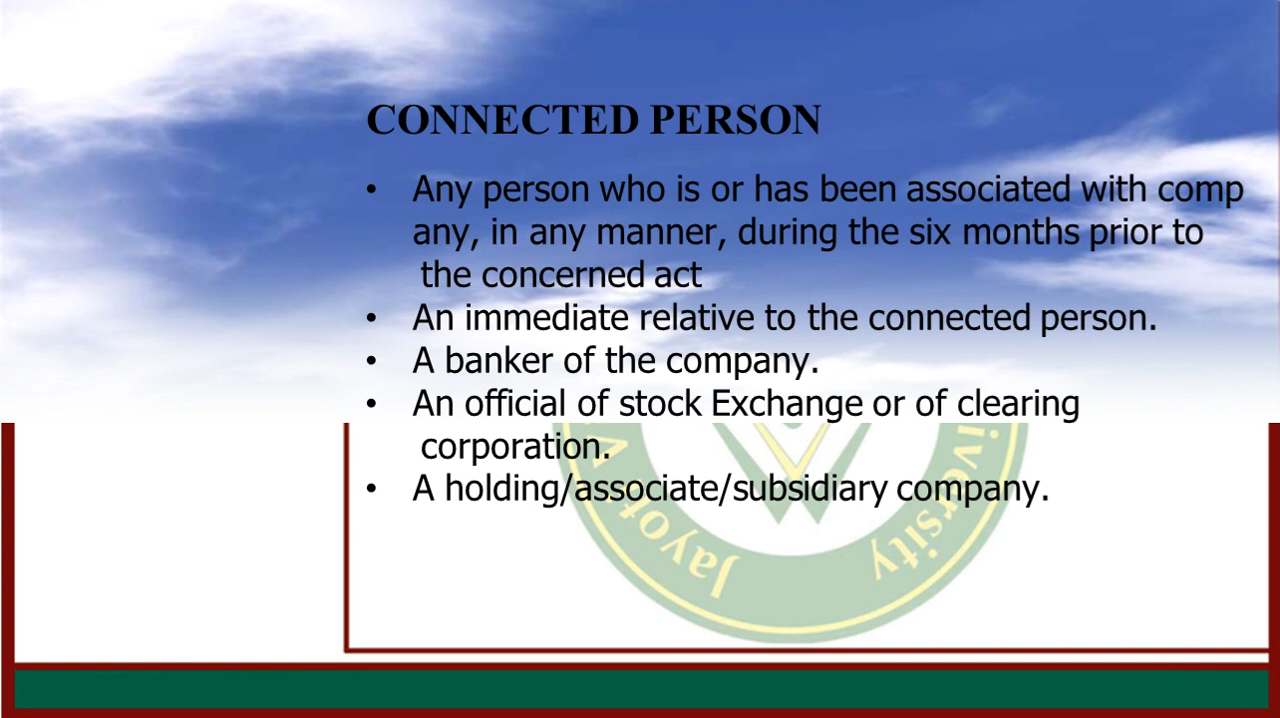 CONNECTED PERSON
• Any person who is or has been associated with comp
any, in any manner, during the six months prior to
the concerned act
• An immediate relative to the connected person.
• A banker of the company.
• An official of stock Exchange or of clearing
corporation.
• A holding/associate/subsidiary company.